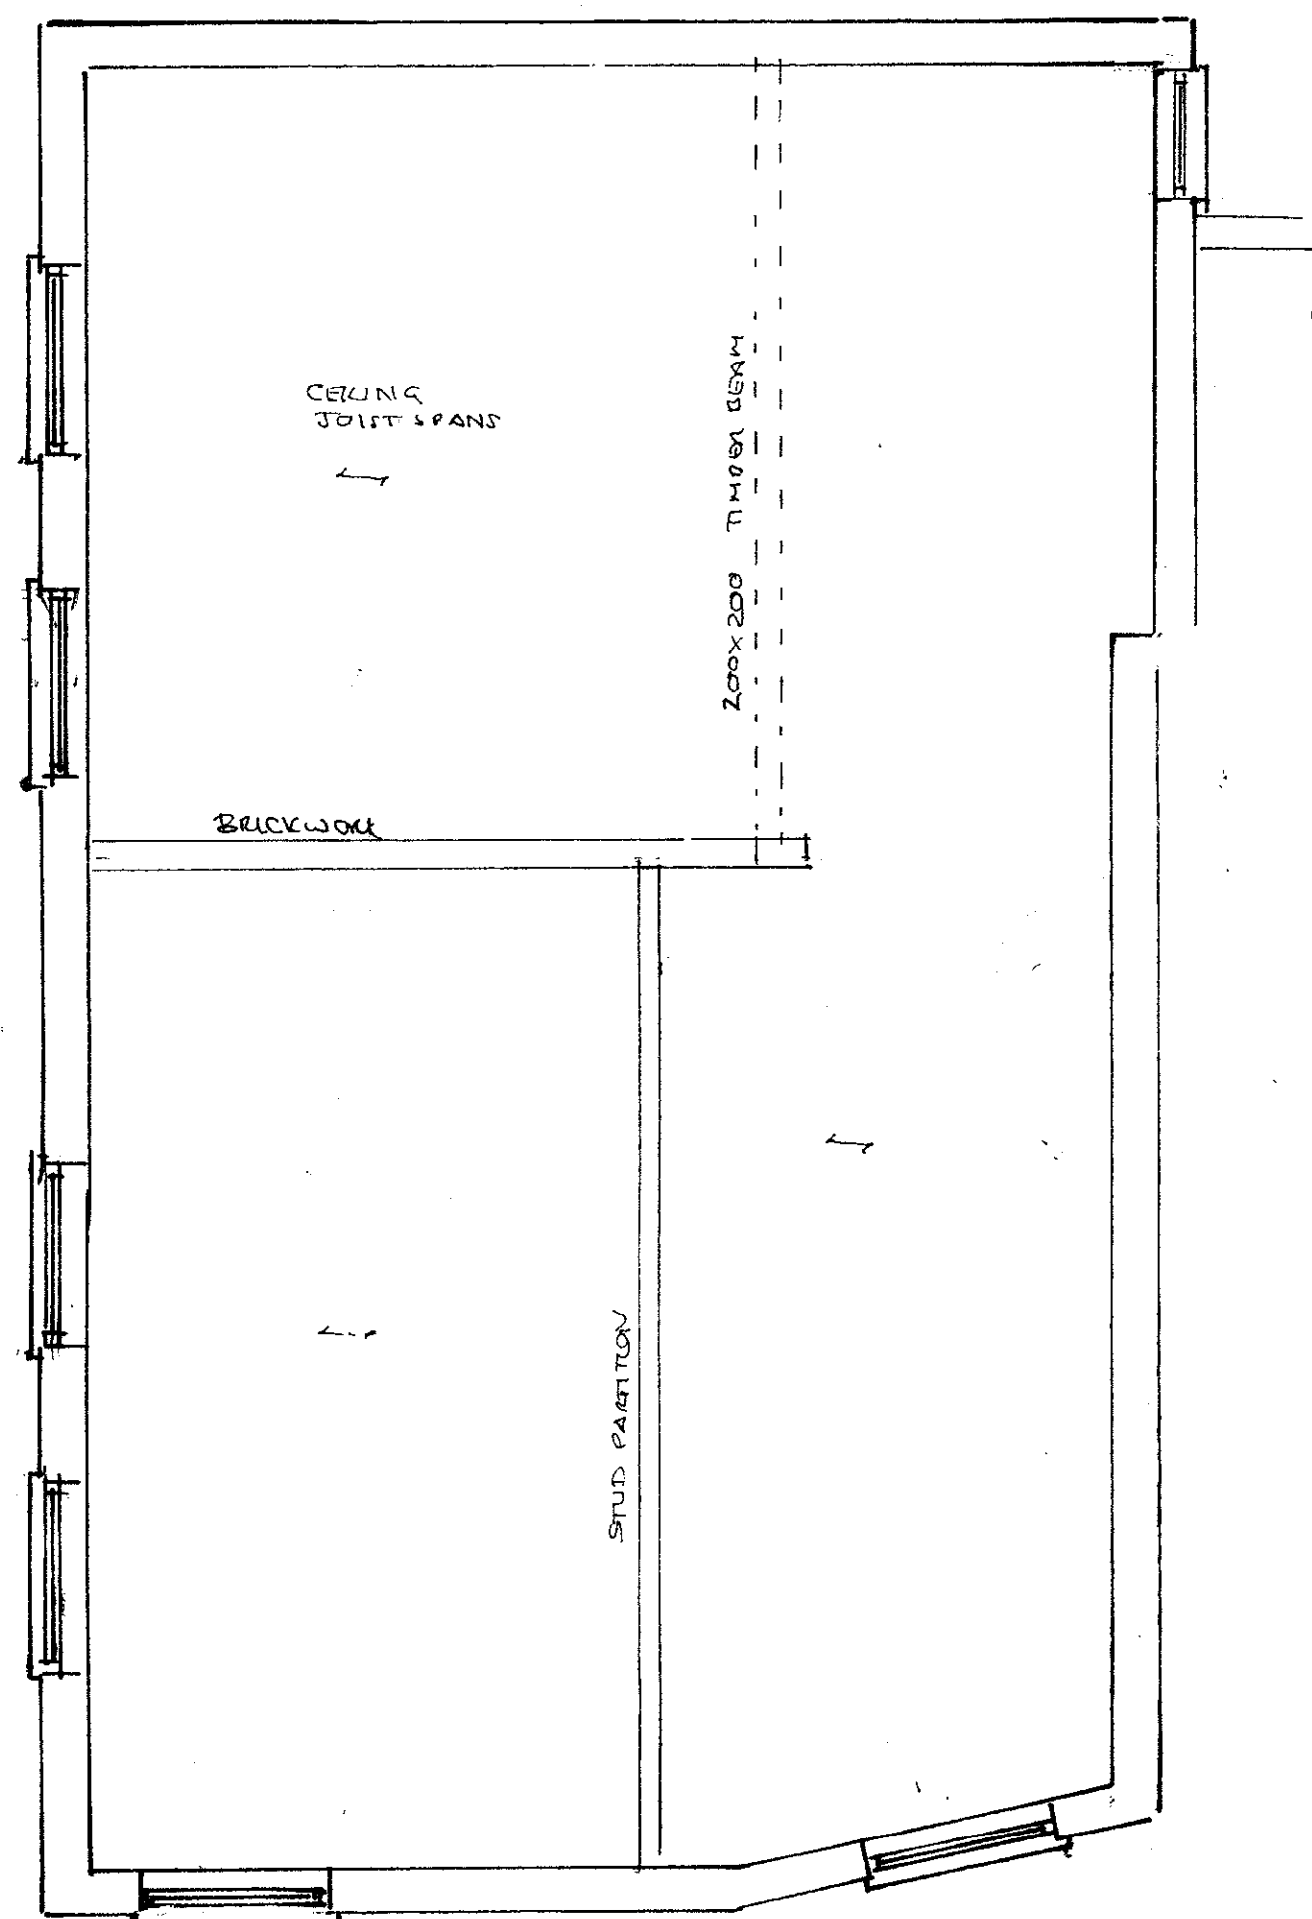 CEILING
JOIST SPANS
200x200 TIMBER BEAM
BRICKWORK
STUD PARTITION